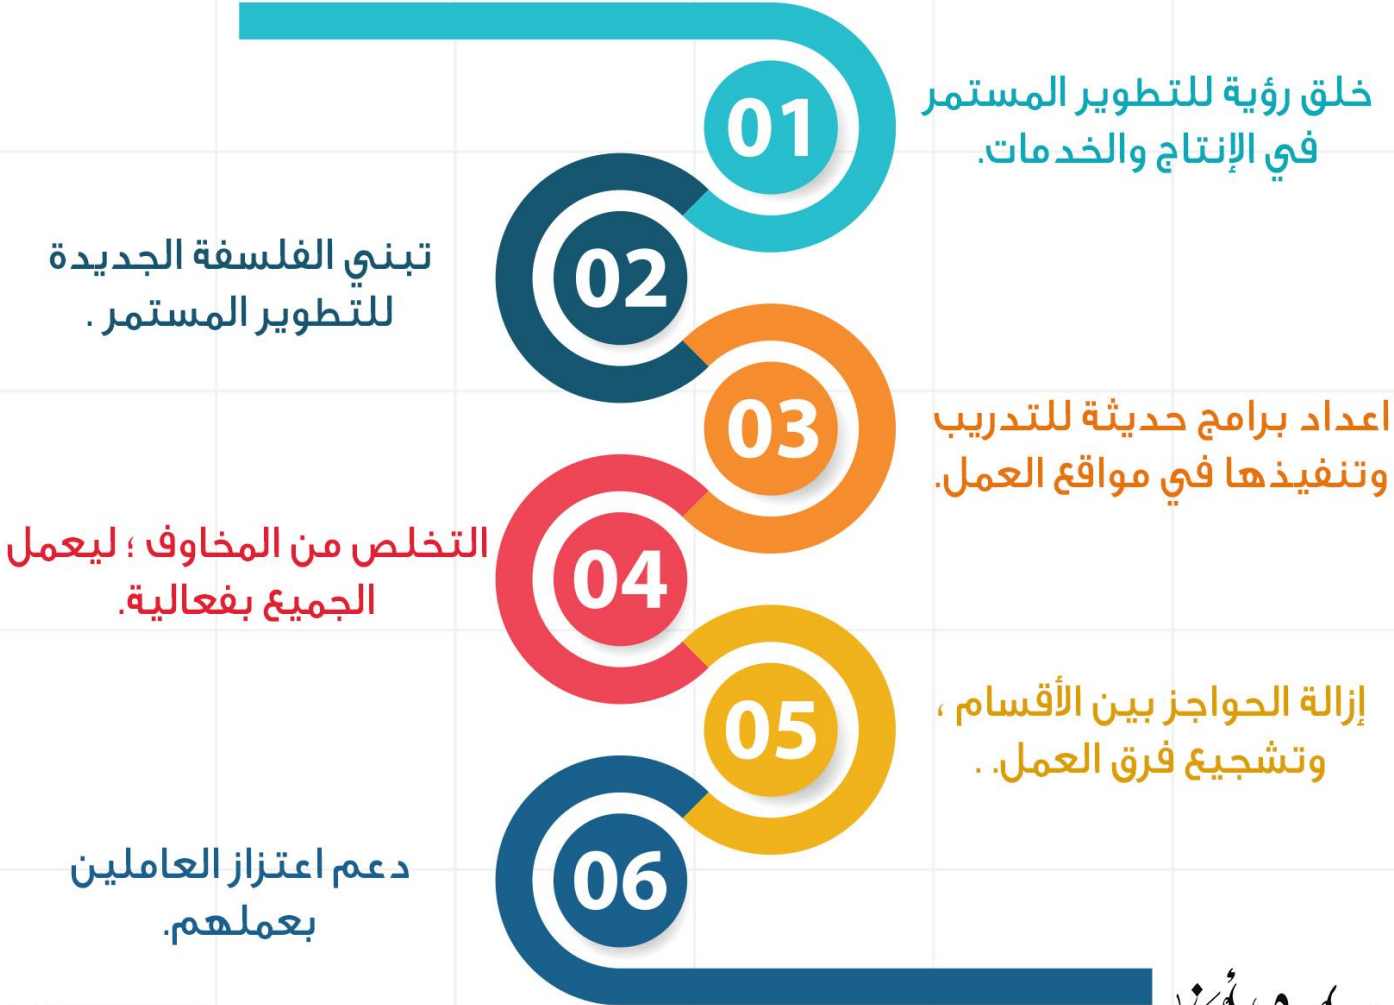 01
خلق رؤية للتطوير المستمر
في الإنتاج والخدمات.
02
تبني الفلسفة الجديدة
للتطوير المستمر .
03
اعداد برامج حديثة للتدريب
وتنفيذها في مواقع العمل.
04
التخلص من المخاوف ؛ ليعمل
الجميع بفعالية.
05
إزالة الحواجز بين الأقسام ،
وتشجيع فرق العمل. .
06
دعم اعتزاز العاملين
بعملهم.